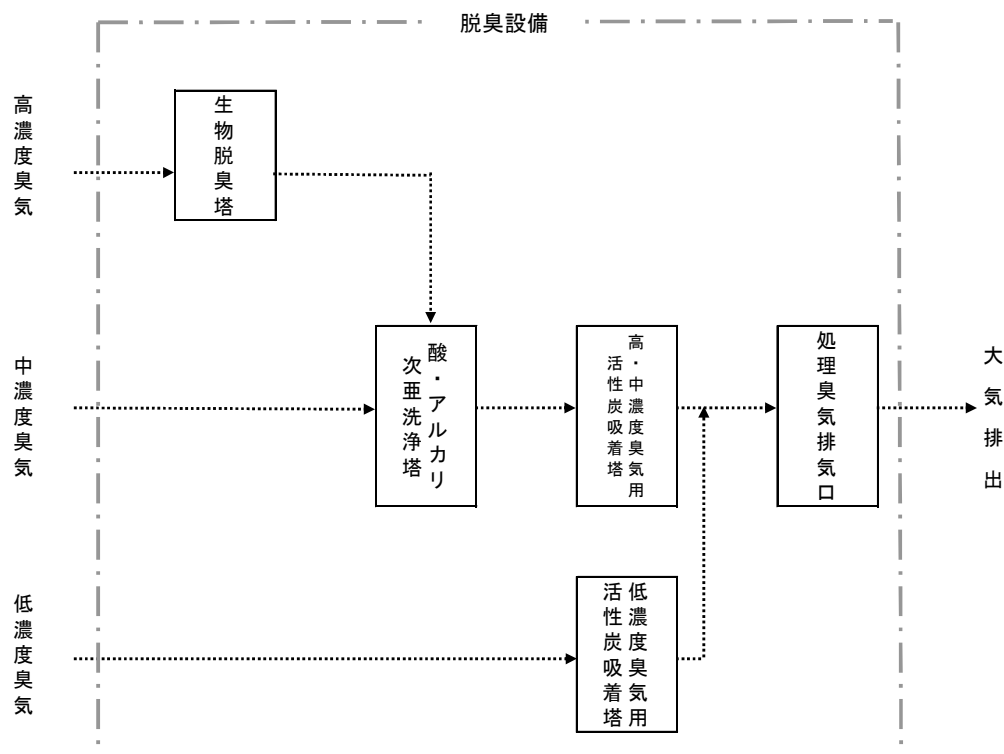 脱臭設備
高濃度臭気
生物脱臭塔
中濃度臭気
酸・アルカリ
次亜洗浄塔
高・中濃度臭気用
活性炭吸着塔
処理臭気排気口
大気排出
低濃度臭気
低濃度臭気用
活性炭吸着塔